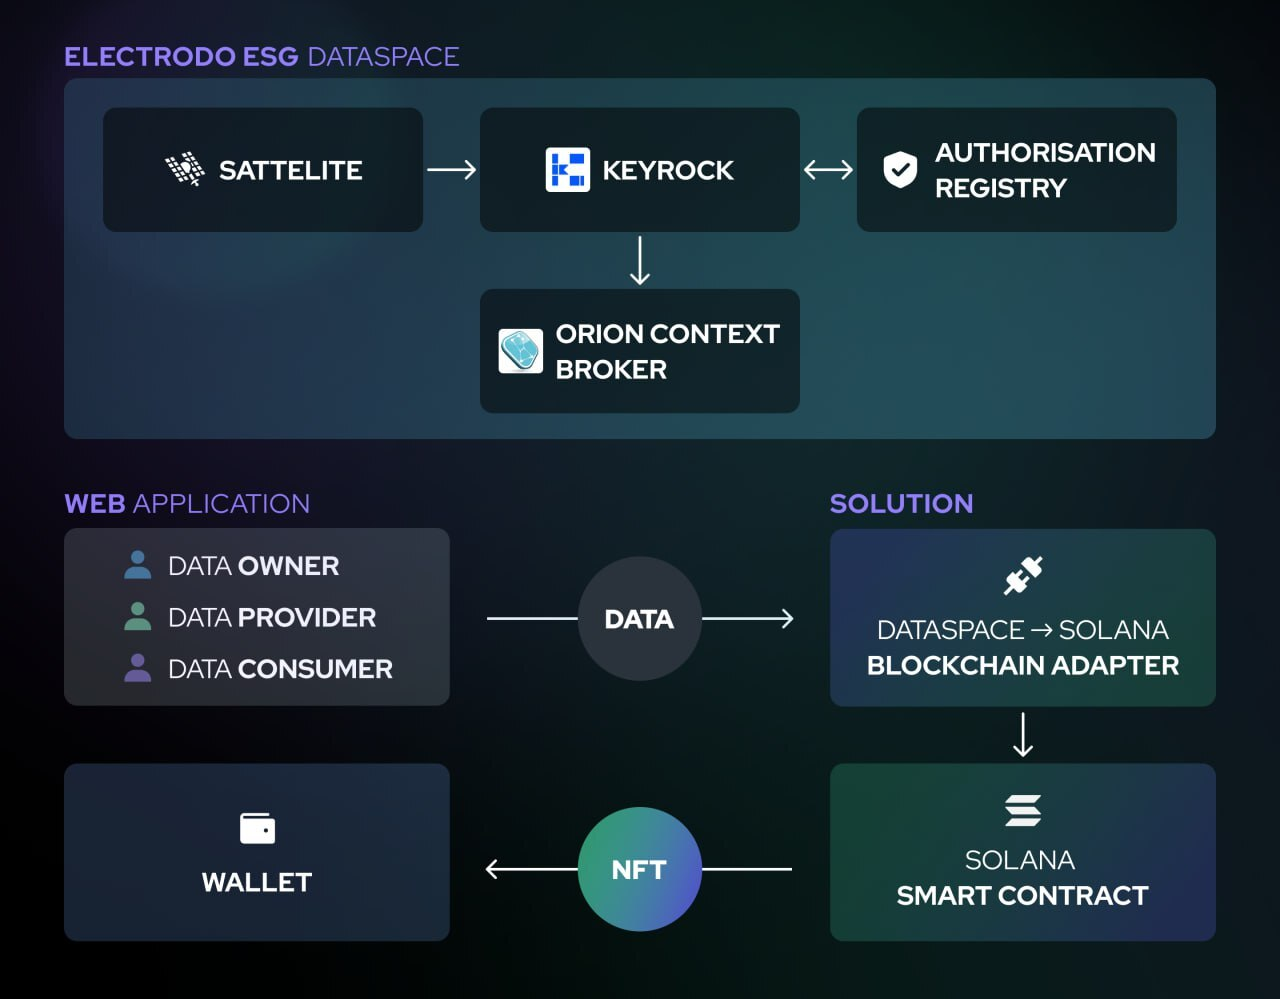 ELECTRODO ESG DATASPACE
SATTELITE
KEYROCK
AUTHORISATION
REGISTRY
ORION CONTEXT
BROKER
WEB APPLICATION
DATA OWNER
DATA PROVIDER
DATA CONSUMER
DATA
SOLUTION
DATASPACE → SOLANA
BLOCKCHAIN ADAPTER
WALLET
NFT
SOLANA
SMART CONTRACT